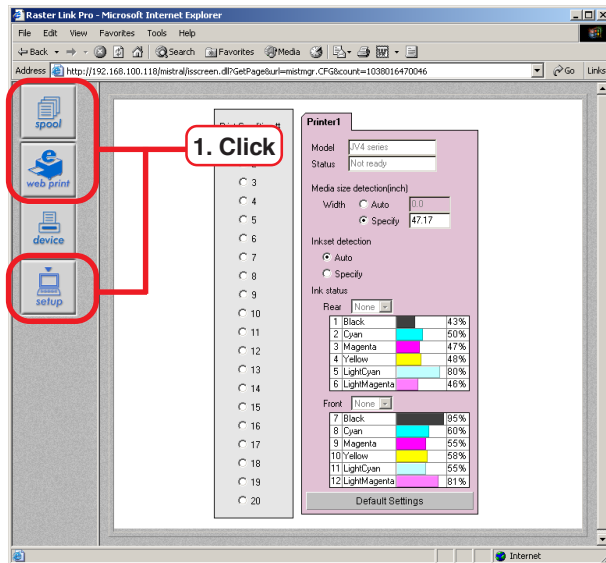 Raster Link Pro - Microsoft Internet Explorer
File Edit View Favorites Tools Help
Back Search Favorites Media
Address http://192.168.100.118/mistral/isscreen.dll?GetPage&url=mistmgr.CFG&count=1038016470046 Go Links
spool
web print
device
setup
1. Click
3
4
5
6
7
8
9
10
11
12
13
14
15
16
17
18
19
20
Printer1
Model JV4 series
Status Not ready
Media size detection(inch)
Width Auto 0.0
Specify 47.17
Inkset detection
Auto
Specify
Ink status
Rear None
1 Black 43%
2 Cyan 50%
3 Magenta 47%
4 Yellow 48%
5 LightCyan 80%
6 LightMagenta 46%
Front None
7 Black 95%
8 Cyan 60%
9 Magenta 55%
10 Yellow 58%
11 LightCyan 55%
12 LightMagenta 81%
Default Settings
Internet